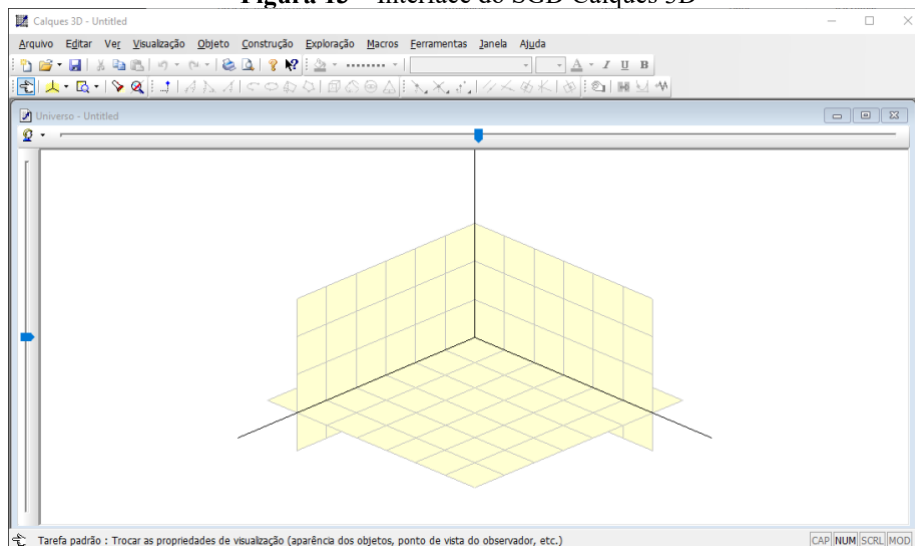 Figura 15 – Interface do SGD Calques 3D
Calques 3D - Untitled
Arquivo Editar Ver Visualização Objeto Construção Exploração Macros Ferramentas Janela Ajuda
A I U B
Universo - Untitled
Tarefa padrão : Trocar as propriedades de visualização (aparência dos objetos, ponto de vista do observador, etc.) CAP NUM SCRL MOD